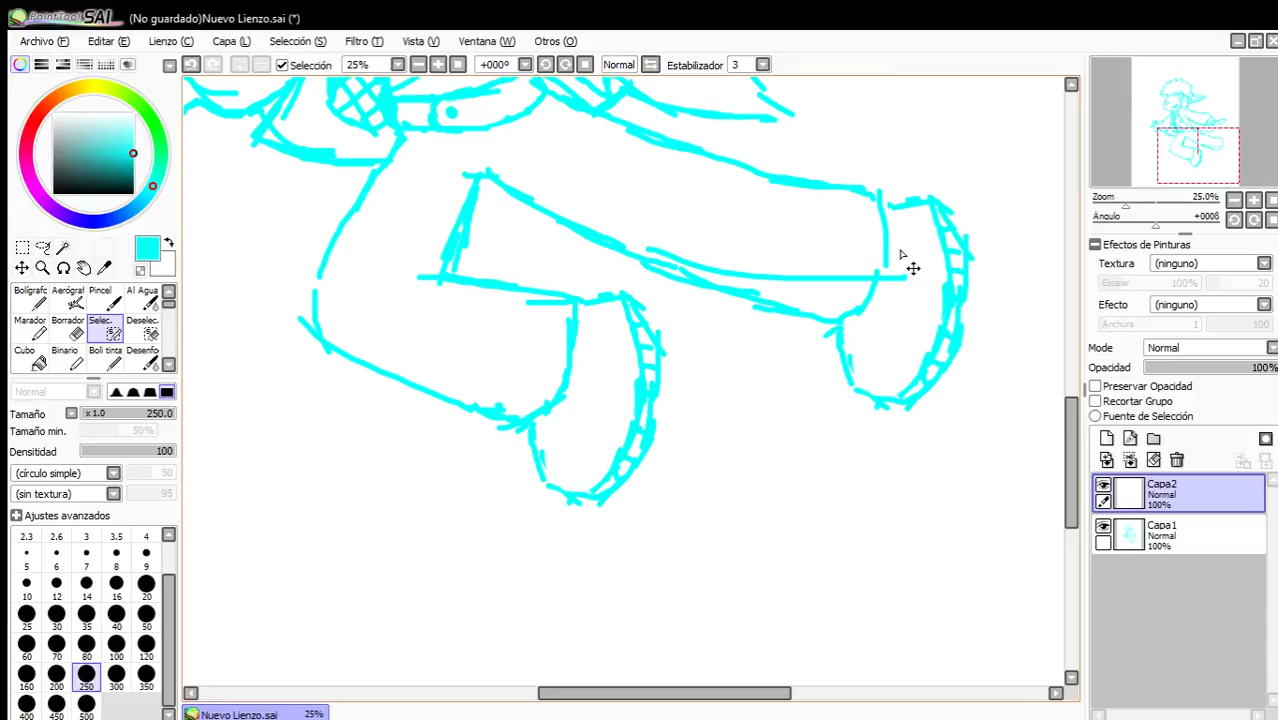 PaintTool SAI (No guardado)Nuevo Lienzo.sai (*)
Archivo (F) Editar (E) Lienzo (C) Capa (L) Selección (S) Filtro (T) Vista (V) Ventana (W) Otros (O)
Selección 25% +000º Normal Estabilizador 3
Zoom 25.0%
Ángulo +000ß
Efectos de Pinturas
Textura (ninguno)
Escalar 100% 20
Efecto (ninguno)
Anchura 1 100
Modo Normal
Opacidad 100%
Preservar Opacidad
Recortar Grupo
Fuente de Selección
Capa2
Normal
100%
Capa1
Normal
100%
Bolígrafo Aerógr. Pincel Al Agua
Marador Borrador Selec. Deselec.
Cubo Binario Boli tinta Desenfo
Normal
Tamaño x 1.0 250.0
Tamaño min. 50%
Densitidad 100
(círculo simple) 50
(sin textura) 95
Ajustes avanzados
2.3 2.6 3 3.5 4
5 6 7 8 9
10 12 14 16 20
25 30 35 40 50
60 70 80 100 120
160 200 250 300 350
400 450 500
Nuevo Lienzo.sai 25%